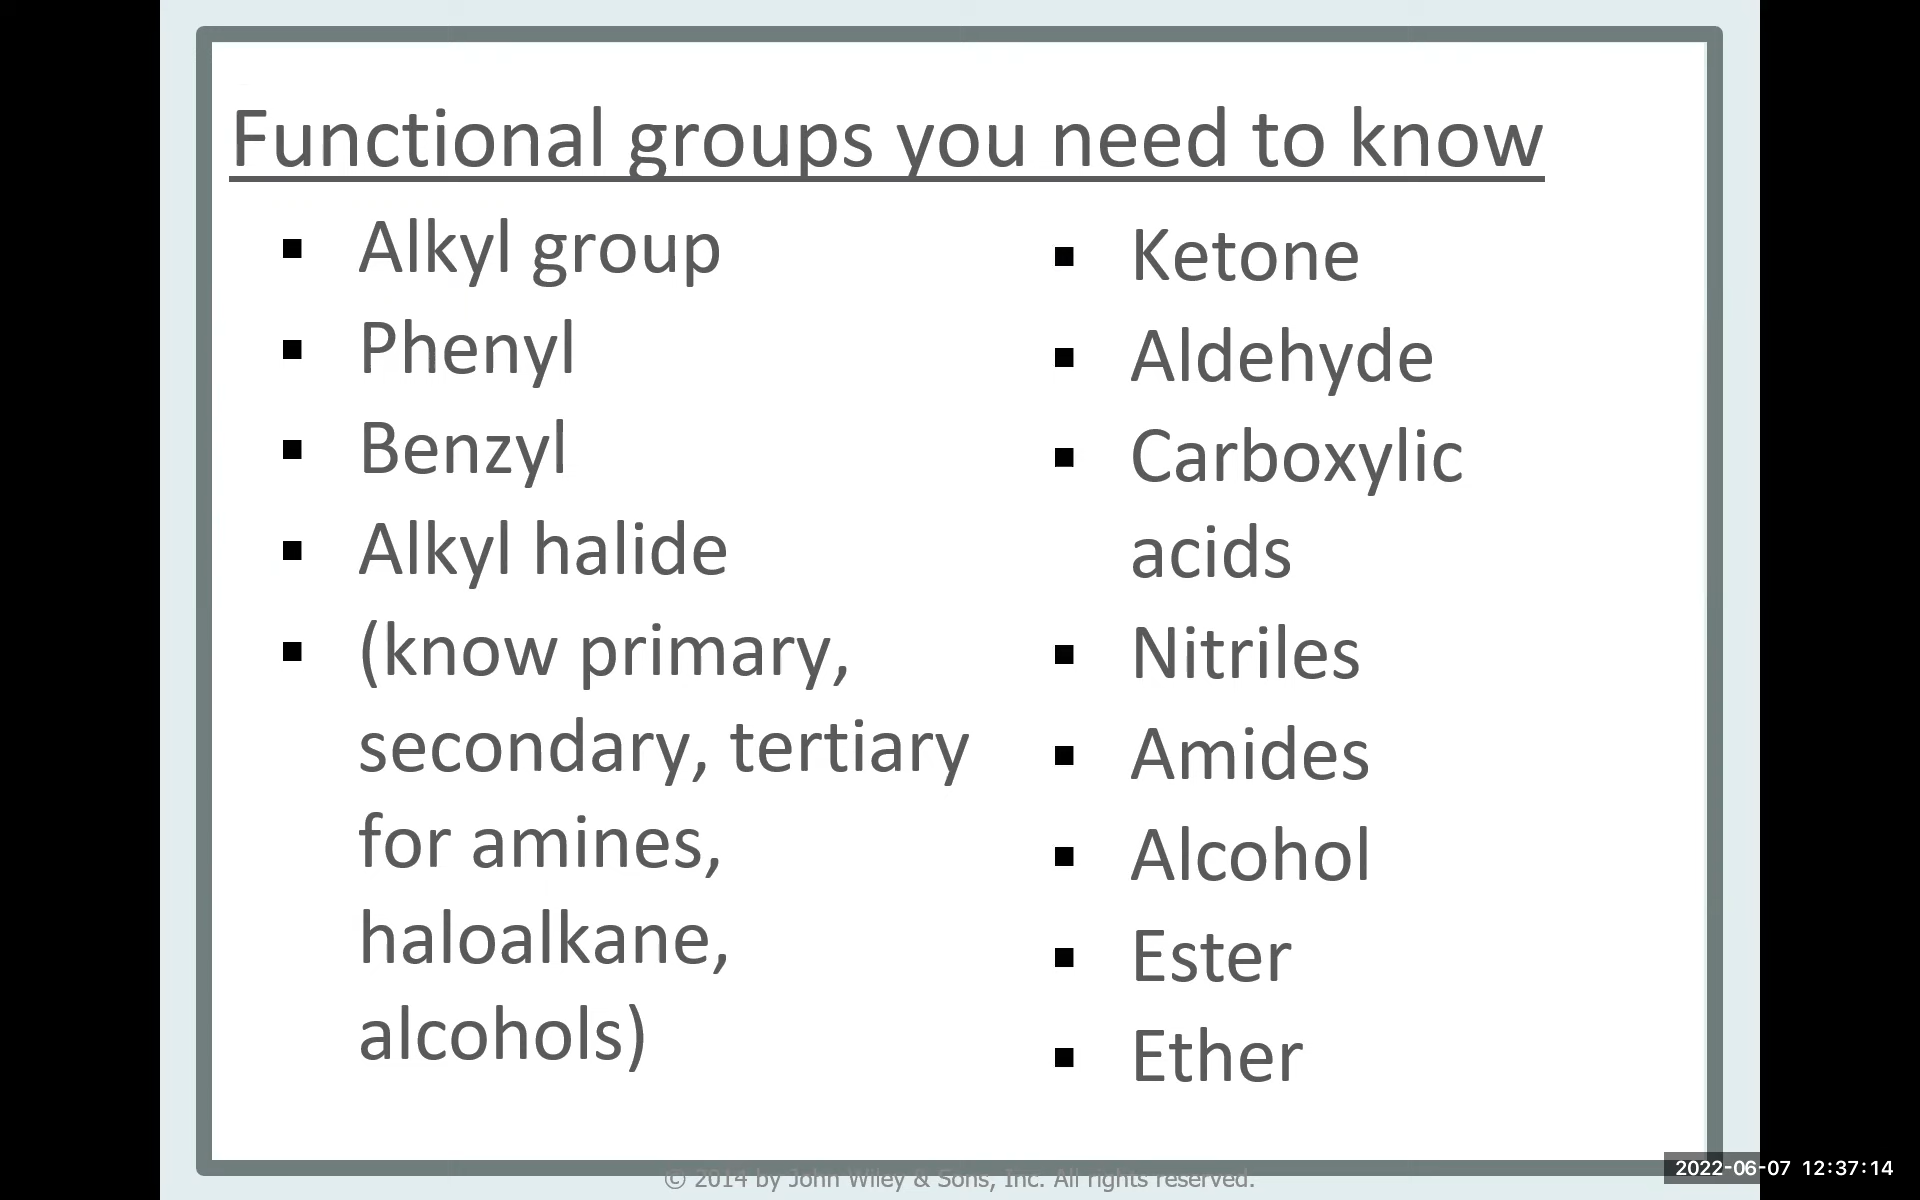 Functional groups you need to know
▪ Alkyl group
▪ Phenyl
▪ Benzyl
▪ Alkyl halide
▪ (know primary,
secondary, tertiary
for amines,
haloalkane,
alcohols)
▪ Ketone
▪ Aldehyde
▪ Carboxylic
acids
▪ Nitriles
▪ Amides
▪ Alcohol
▪ Ester
▪ Ether
© 2014 by John Wiley & Sons, Inc. All rights reserved.
2022-06-07 12:37:14